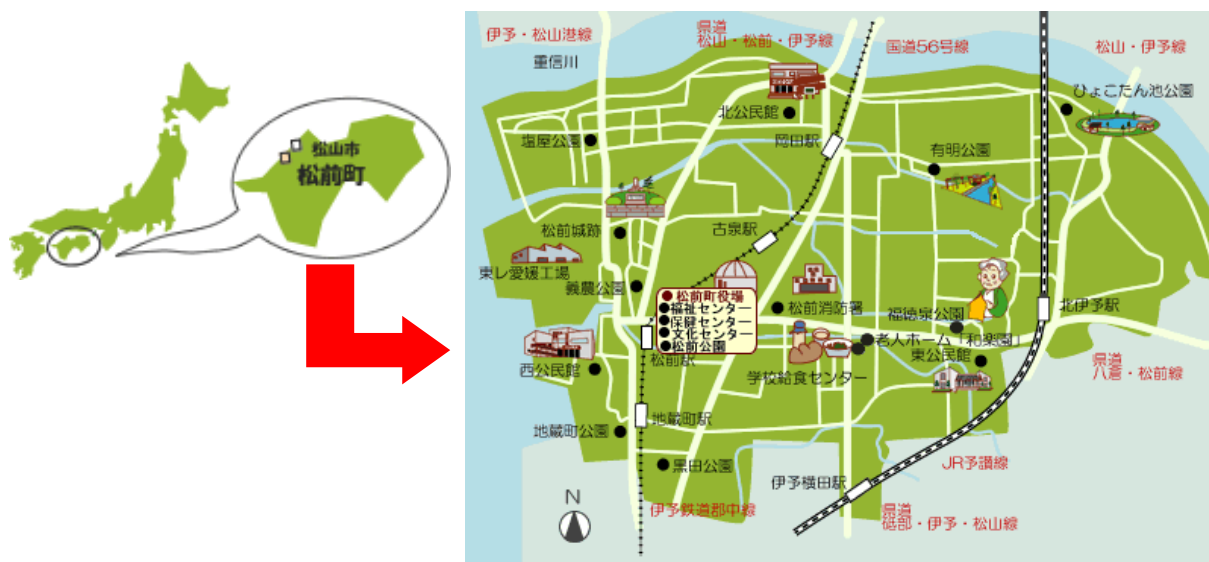 松山市
松前町
伊予・松山港線
重信川
県道
松山・松前・伊予線
国道56号線
松山・伊予線
ひょこたん池公園
北公民館
塩屋公園
岡田駅
有明公園
松前城跡
古泉駅
東レ愛媛工場
義農公園
松前町役場
福祉センター
保健センター
文化センター
松前公園
松前消防署
福徳泉公園
北伊予駅
老人ホーム「和楽園」
東公民館
松前駅
西公民館
学校給食センター
県道
八倉・松前線
地蔵町駅
地蔵町公園
黒田公園
JR予讃線
伊予横田駅
伊予鉄道郡中線
県道
砥部・伊予・松山線
N